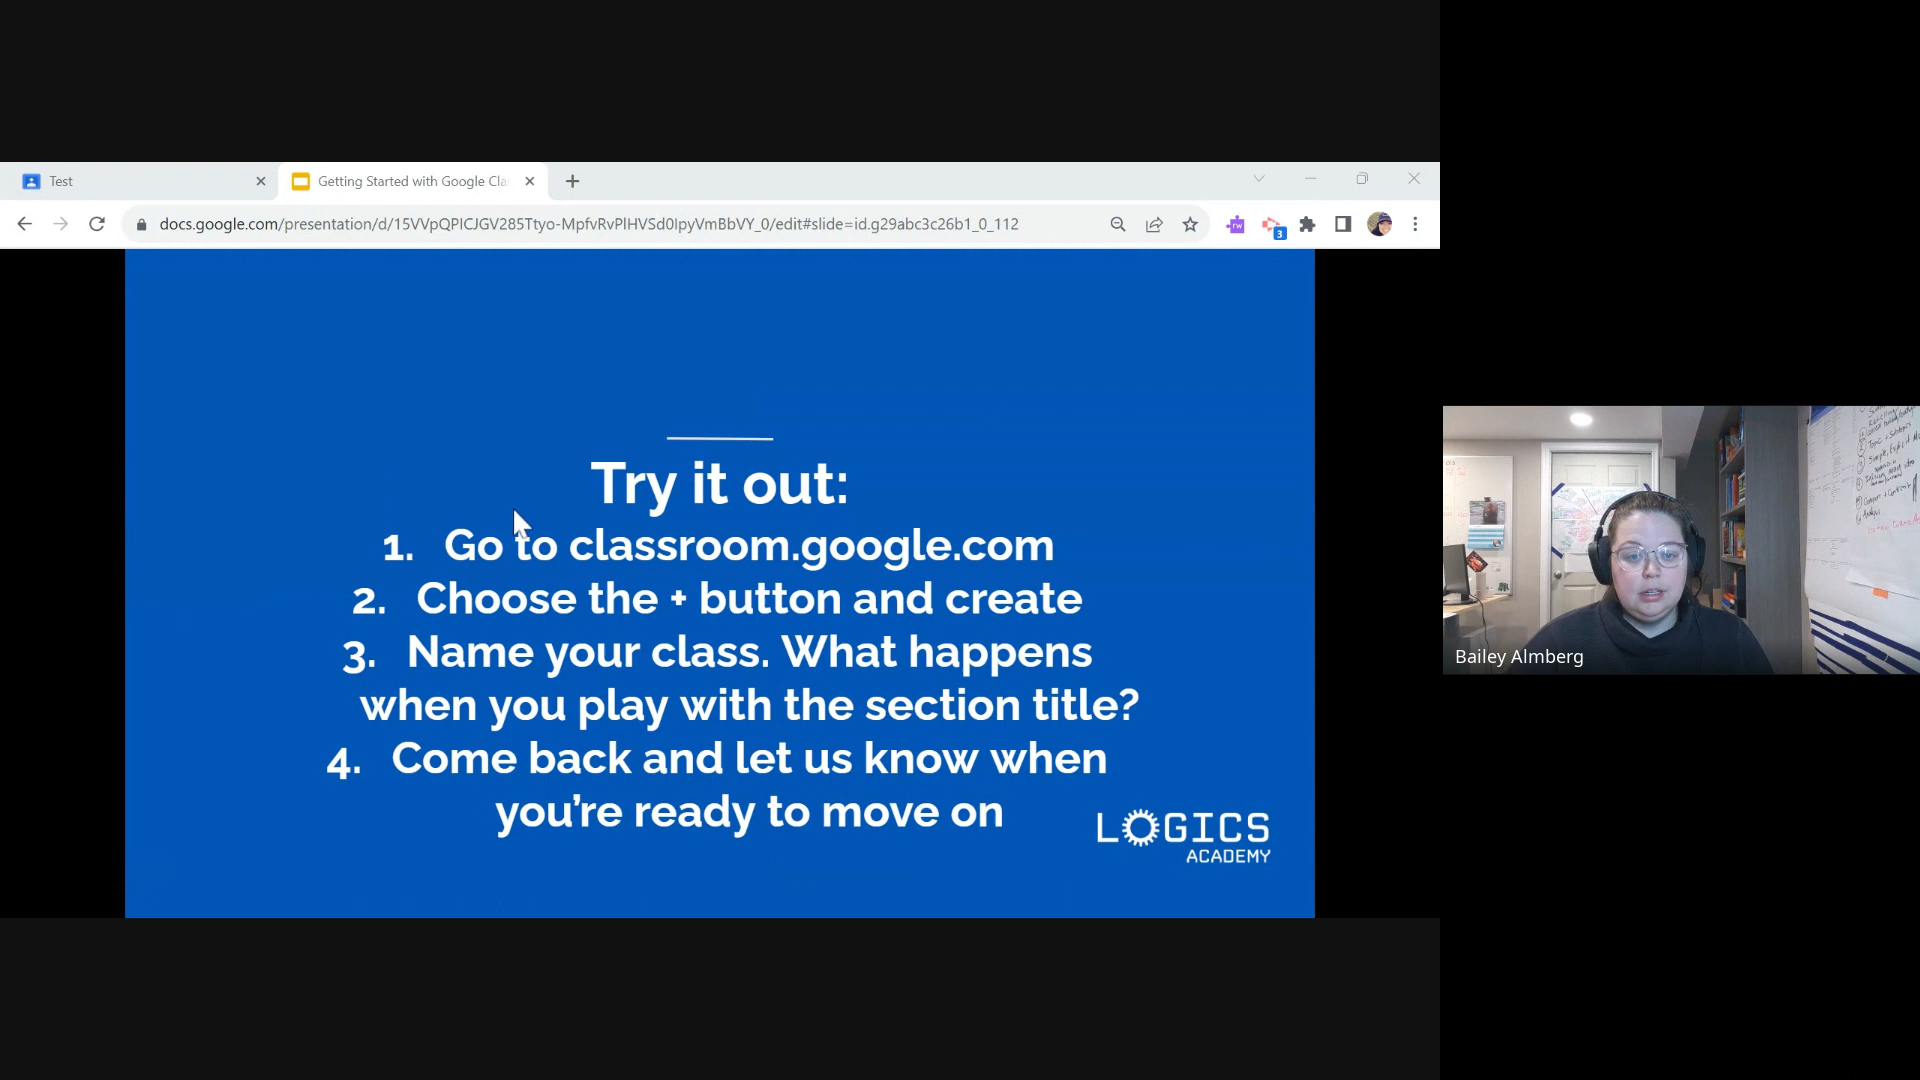 Test
Getting Started with Google Cla
docs.google.com/presentation/d/15VVpQPICJGV285Ttyo-MpfvRvPlHVSd0IpyVmBbVY_0/edit#slide=id.g29abc3c26b1_0_112
3
Try it out:
1. Go to classroom.google.com
2. Choose the + button and create
3. Name your class. What happens
when you play with the section title?
4. Come back and let us know when
you're ready to move on
LOGICS
ACADEMY
Bailey Almberg